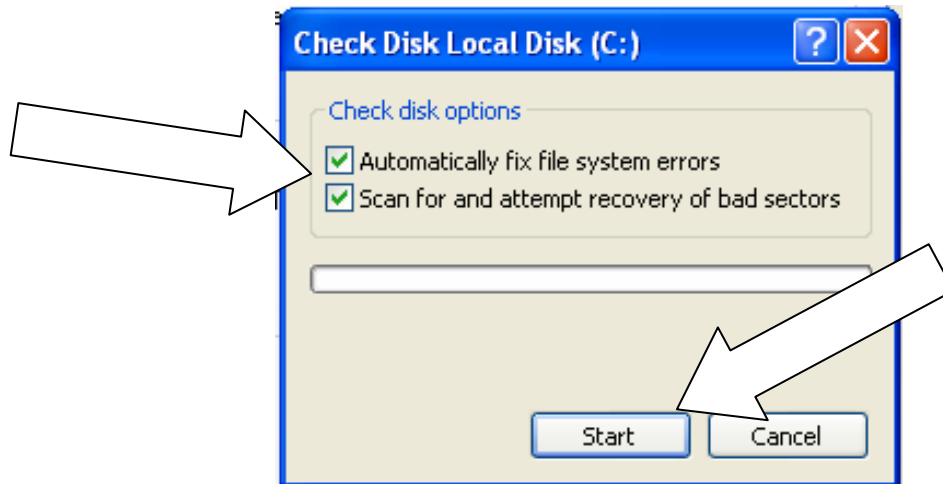 Check Disk Local Disk (C:)
Check disk options
Automatically fix file system errors
Scan for and attempt recovery of bad sectors
Start Cancel